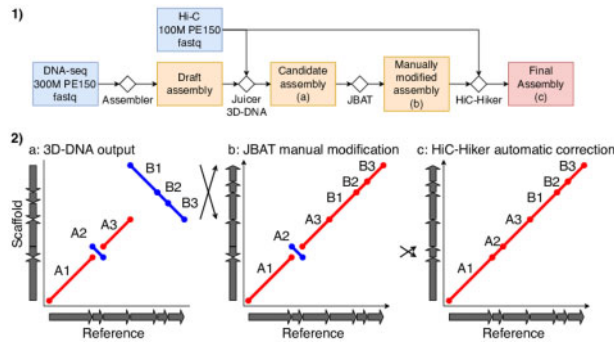 1)
Hi-C
100M PE150
fastq
DNA-seq
300M PE150
fastq
Assembler
Draft
assembly
Juicer
3D-DNA
Candidate
assembly
(a)
JBAT
Manually
modified
assembly
(b)
HiC-Hiker
Final
Assembly
(c)
2)
a: 3D-DNA output
b: JBAT manual modification
c: HiC-Hiker automatic correction
Scaffold
A1
A2
A3
B1
B2
B3
Reference
A1
A2
A3
B1
B2
B3
Reference
A1
A2
A3
B1
B2
B3
Reference